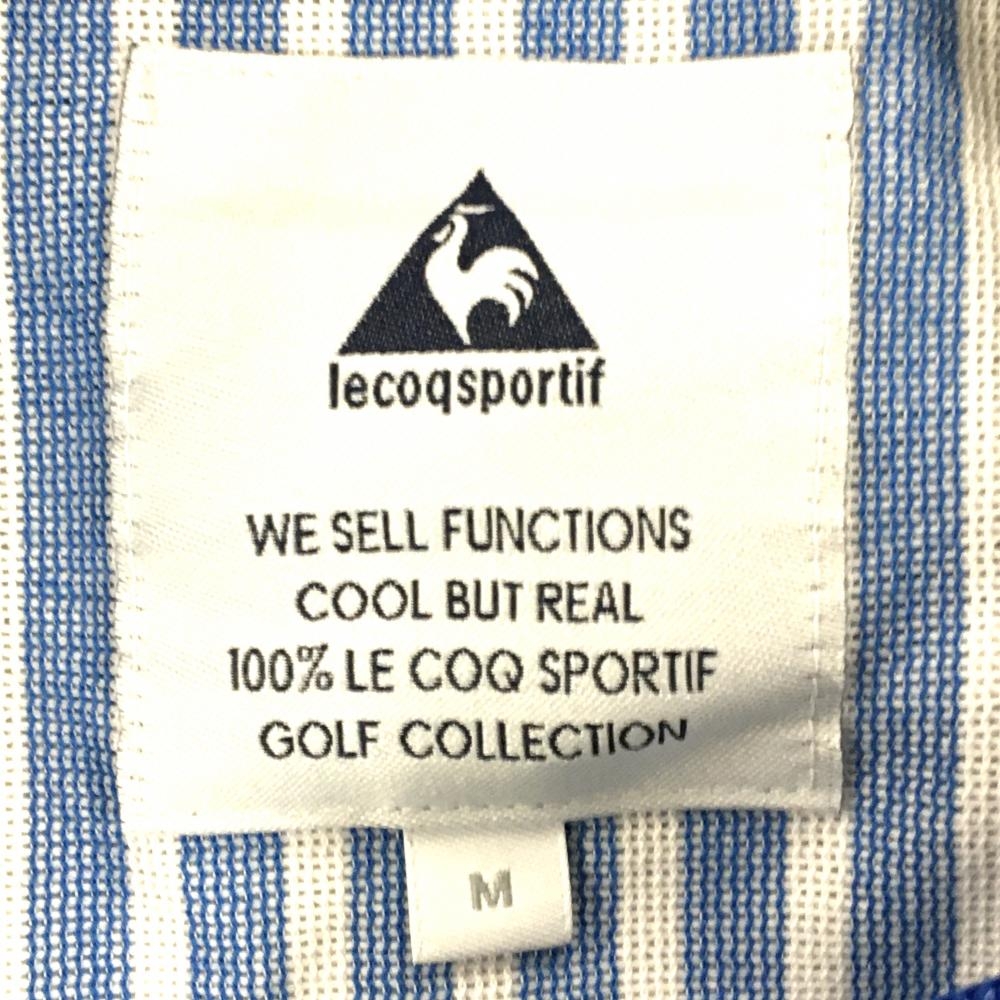 lecoqsportif
WE SELL FUNCTIONS
COOL BUT REAL
100% LE COQ SPORTIF
GOLF COLLECTION
M